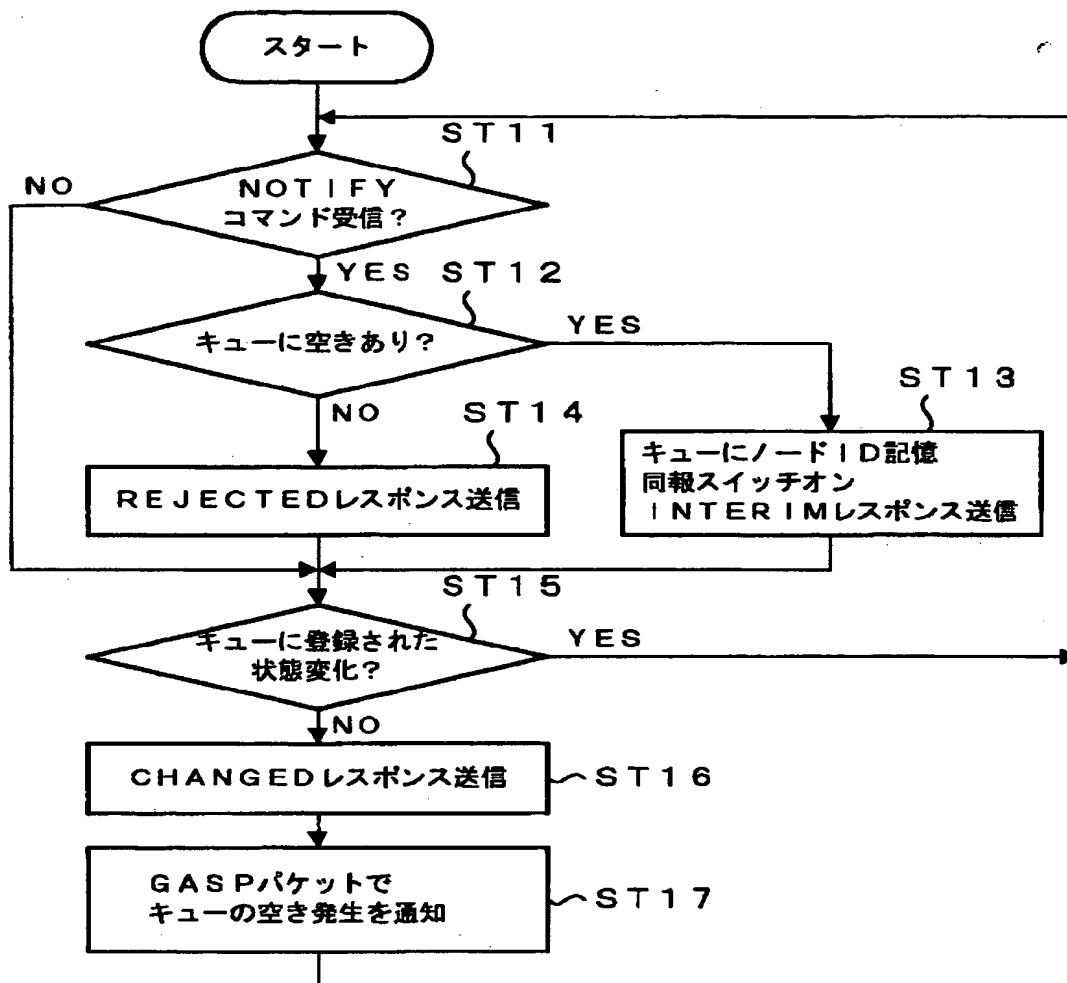 スタート
ST11
NO
NOTIFY
コマンド受信?
YES
ST12
キューに空きあり?
YES
ST13
NO
ST14
キューにノードID記憶
同報スイッチオン
INTERIMレスポンス送信
REJECTEDレスポンス送信
ST15
キューに登録された
状態変化?
YES
NO
CHANGEDレスポンス送信
ST16
GASPパケットで
キューの空き発生を通知
ST17